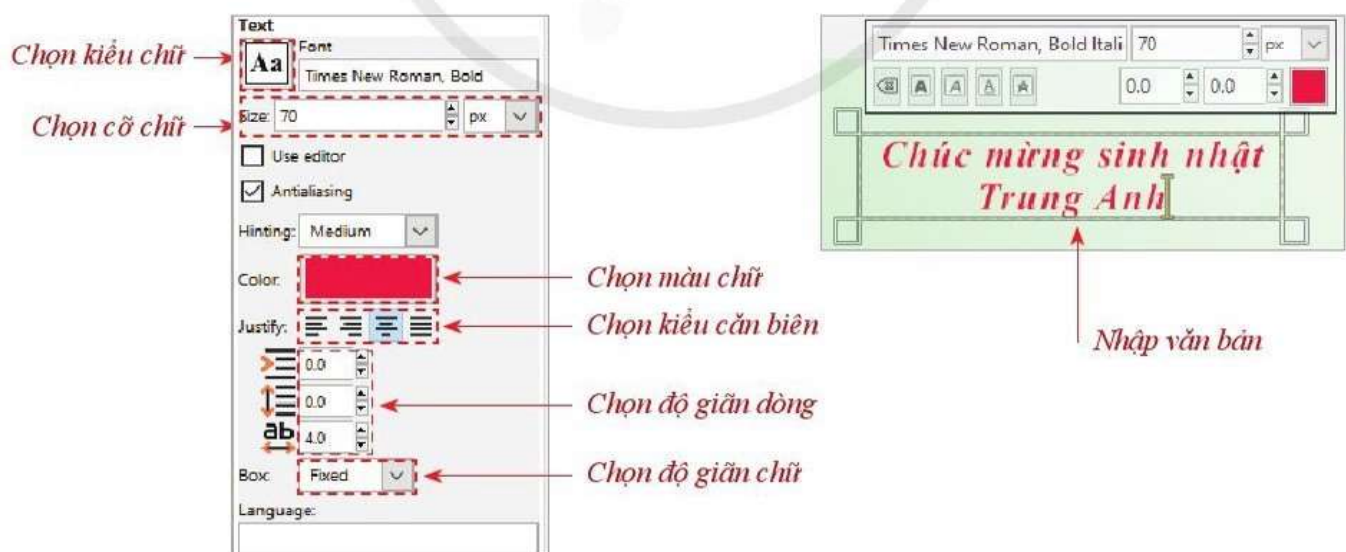 Text
Chọn kiểu chữ
Aa
Font
Times New Roman, Bold
Chọn cỡ chữ
Size: 70 px
Use editor
Antialiasing
Hinting: Medium
Color:
Chọn màu chữ
Justify:
Chọn kiểu căn biên
0.0
0.0
Chọn độ giãn dòng
ab 4.0
Box: Fixed
Chọn độ giãn chữ
Language:
Times New Roman, Bold Itali 70 px
A A A A 0.0 0.0
Chúc mừng sinh nhật
Trung Anh
Nhập văn bản